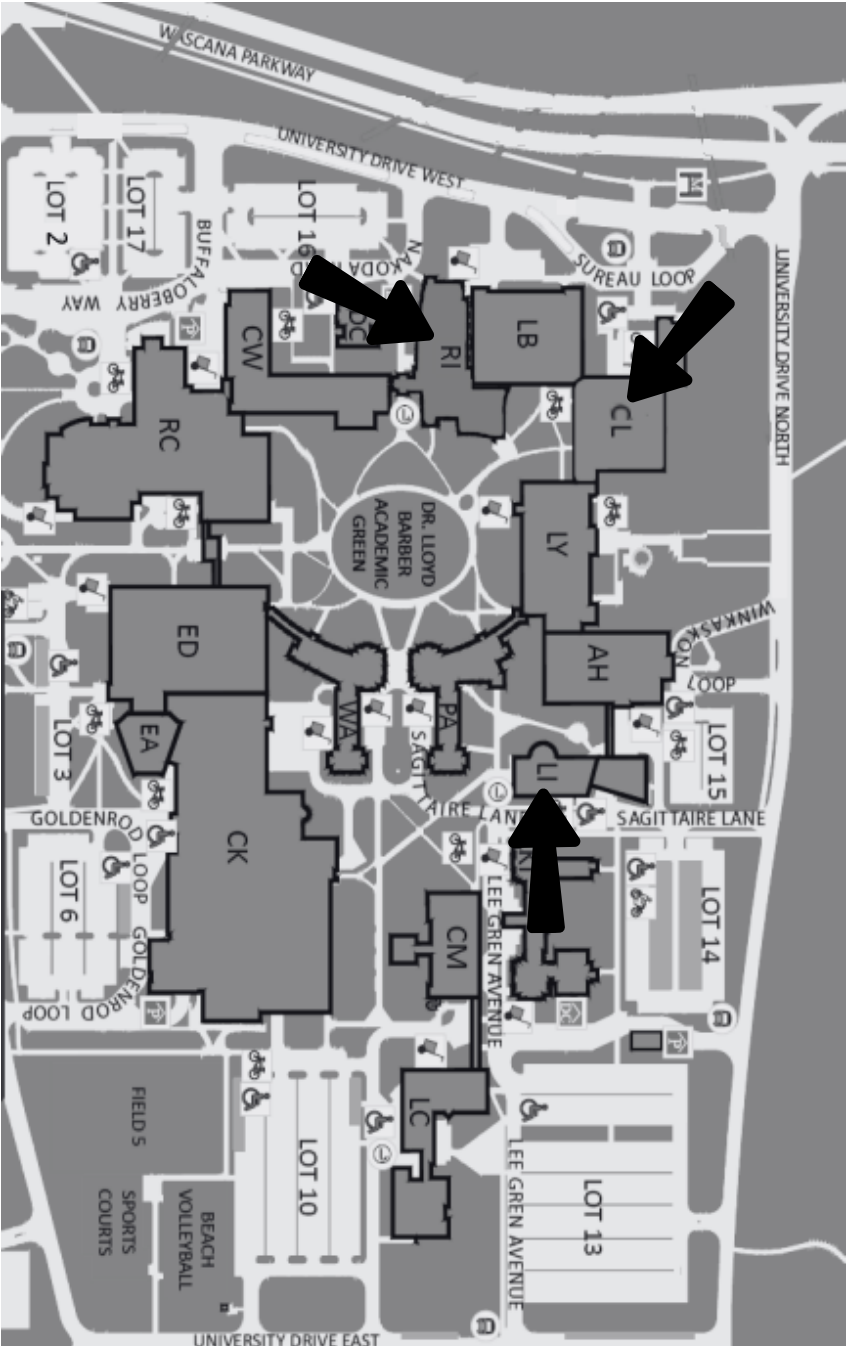 WASCANA PARKWAY
UNIVERSITY DRIVE WEST
LOT 2
LOT 17
LOT 16
BUFFALOBERRY WAY
SUREAU LOOP
UNIVERSITY DRIVE NORTH
CW
RI
LB
CL
RC
DR. LLOYD
BARBER
ACADEMIC
GREEN
LY
WINKASKON
LOOP
ED
AH
WA
PA
LOT 3
EA
LI
LOT 15
SAGITTAIRE LANE
SAGITTAIRE LANE
GOLDENROD LOOP
CK
LOT 6
GOLDENROD LOOP
CM
LEE GREN AVENUE
LOT 14
P
P
FIELD 5
LC
LOT 10
LEE GREN AVENUE
LOT 13
SPORTS
COURTS
BEACH
VOLLEYBALL
UNIVERSITY DRIVE EAST